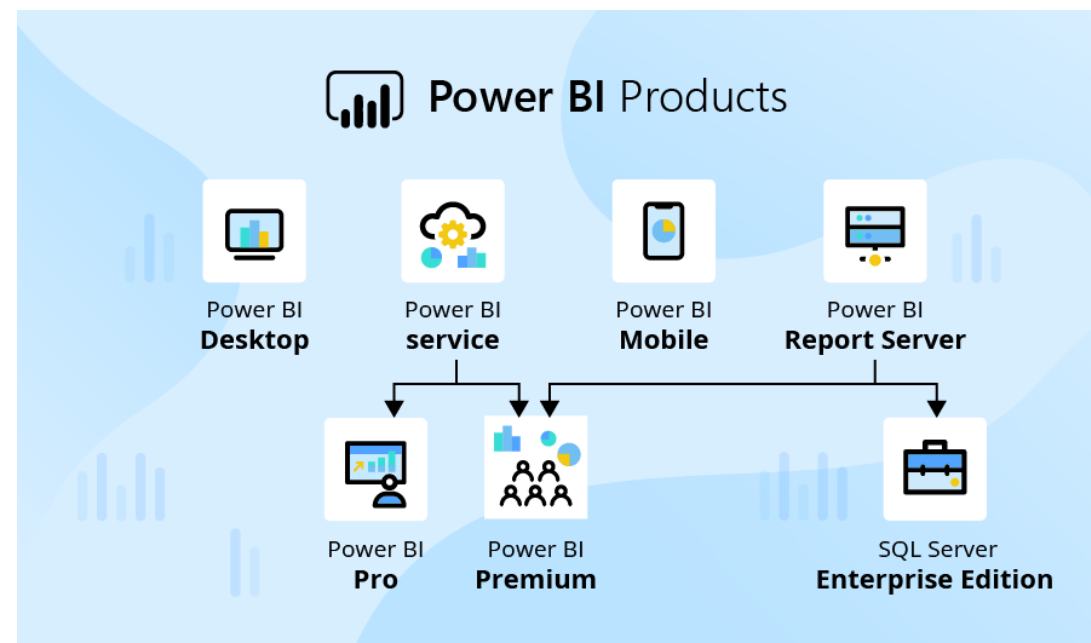 Power BI Products
Power BI
Desktop
Power BI
service
Power BI
Mobile
Power BI
Report Server
Power BI
Pro
Power BI
Premium
SQL Server
Enterprise Edition